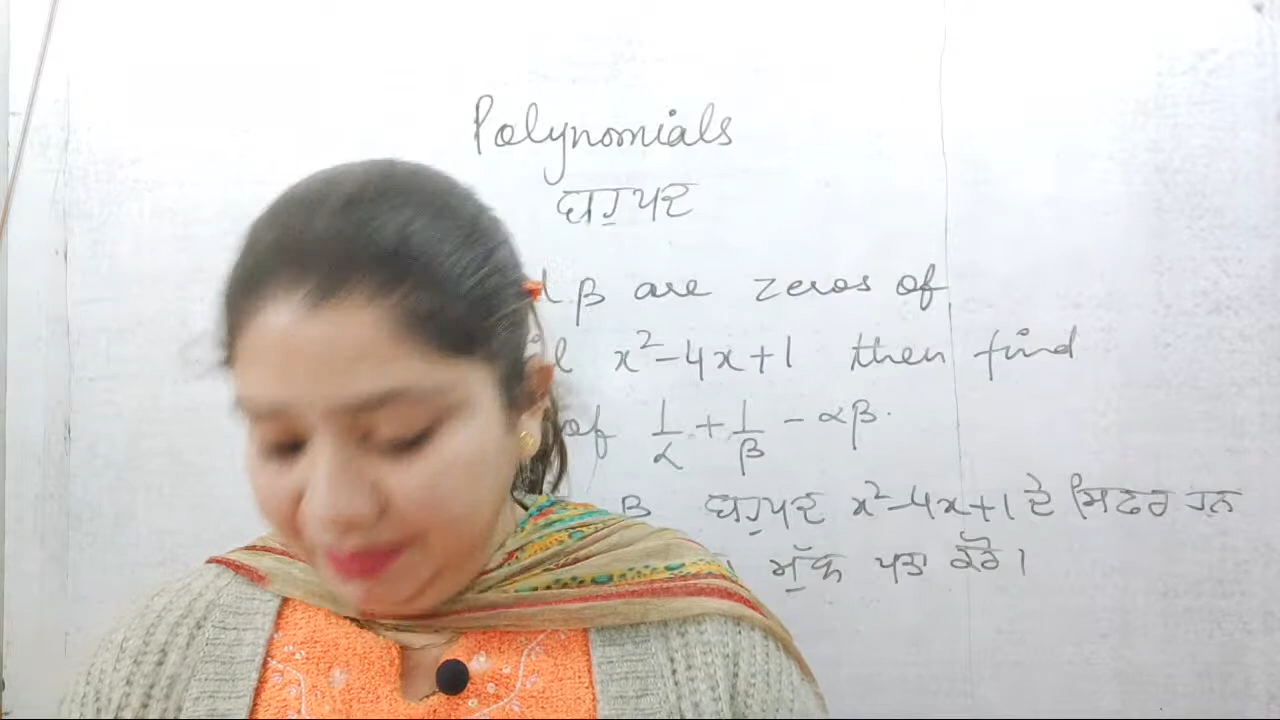 Polynomials
ਬਹੁਪਦ
β are zeros of
x²-4x+1 then find
of 1/α + 1/β - αβ.
β ਬਹੁਪਦ x²-4x+1 ਦੇ ਸਿਫਰ ਹਨ
ਮੁੱਲ ਪਤਾ ਕਰੋ।